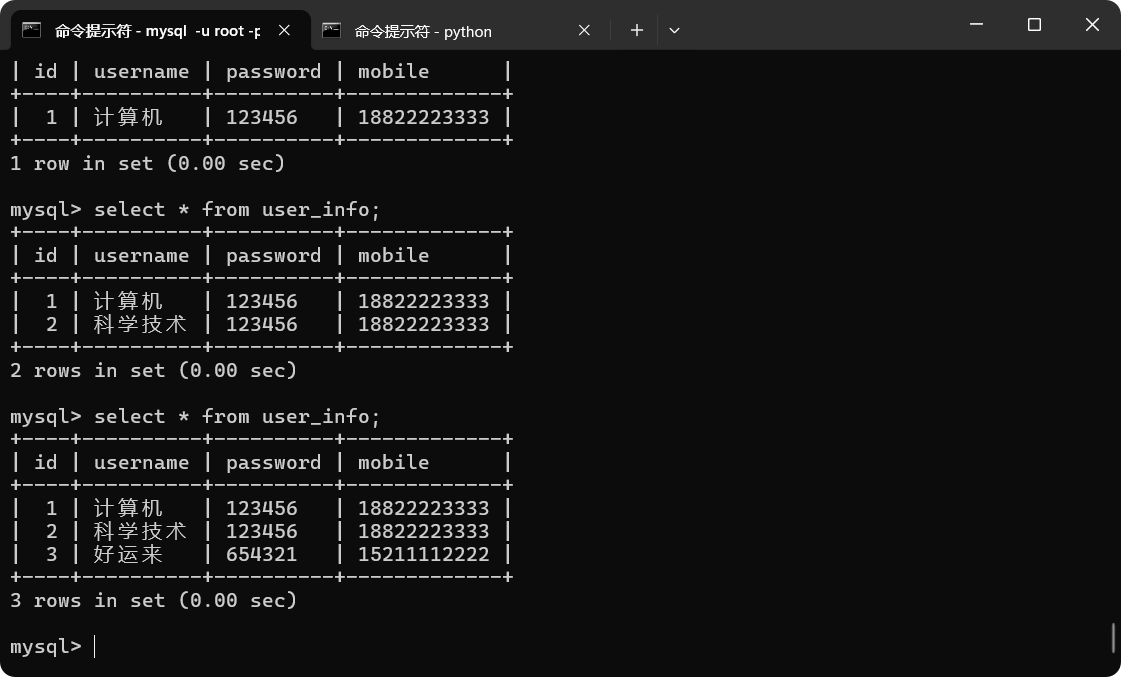 命令提示符 - mysql  -u root -p
命令提示符 - python
| id | username | password | mobile      |
+----+----------+----------+-------------+
|  1 | 计算机   | 123456   | 18822223333 |
+----+----------+----------+-------------+
1 row in set (0.00 sec)
mysql> select * from user_info;
+----+----------+----------+-------------+
| id | username | password | mobile      |
+----+----------+----------+-------------+
|  1 | 计算机   | 123456   | 18822223333 |
|  2 | 科学技术 | 123456   | 18822223333 |
+----+----------+----------+-------------+
2 rows in set (0.00 sec)
mysql> select * from user_info;
+----+----------+----------+-------------+
| id | username | password | mobile      |
+----+----------+----------+-------------+
|  1 | 计算机   | 123456   | 18822223333 |
|  2 | 科学技术 | 123456   | 18822223333 |
|  3 | 好运来   | 654321   | 15211112222 |
+----+----------+----------+-------------+
3 rows in set (0.00 sec)
mysql>